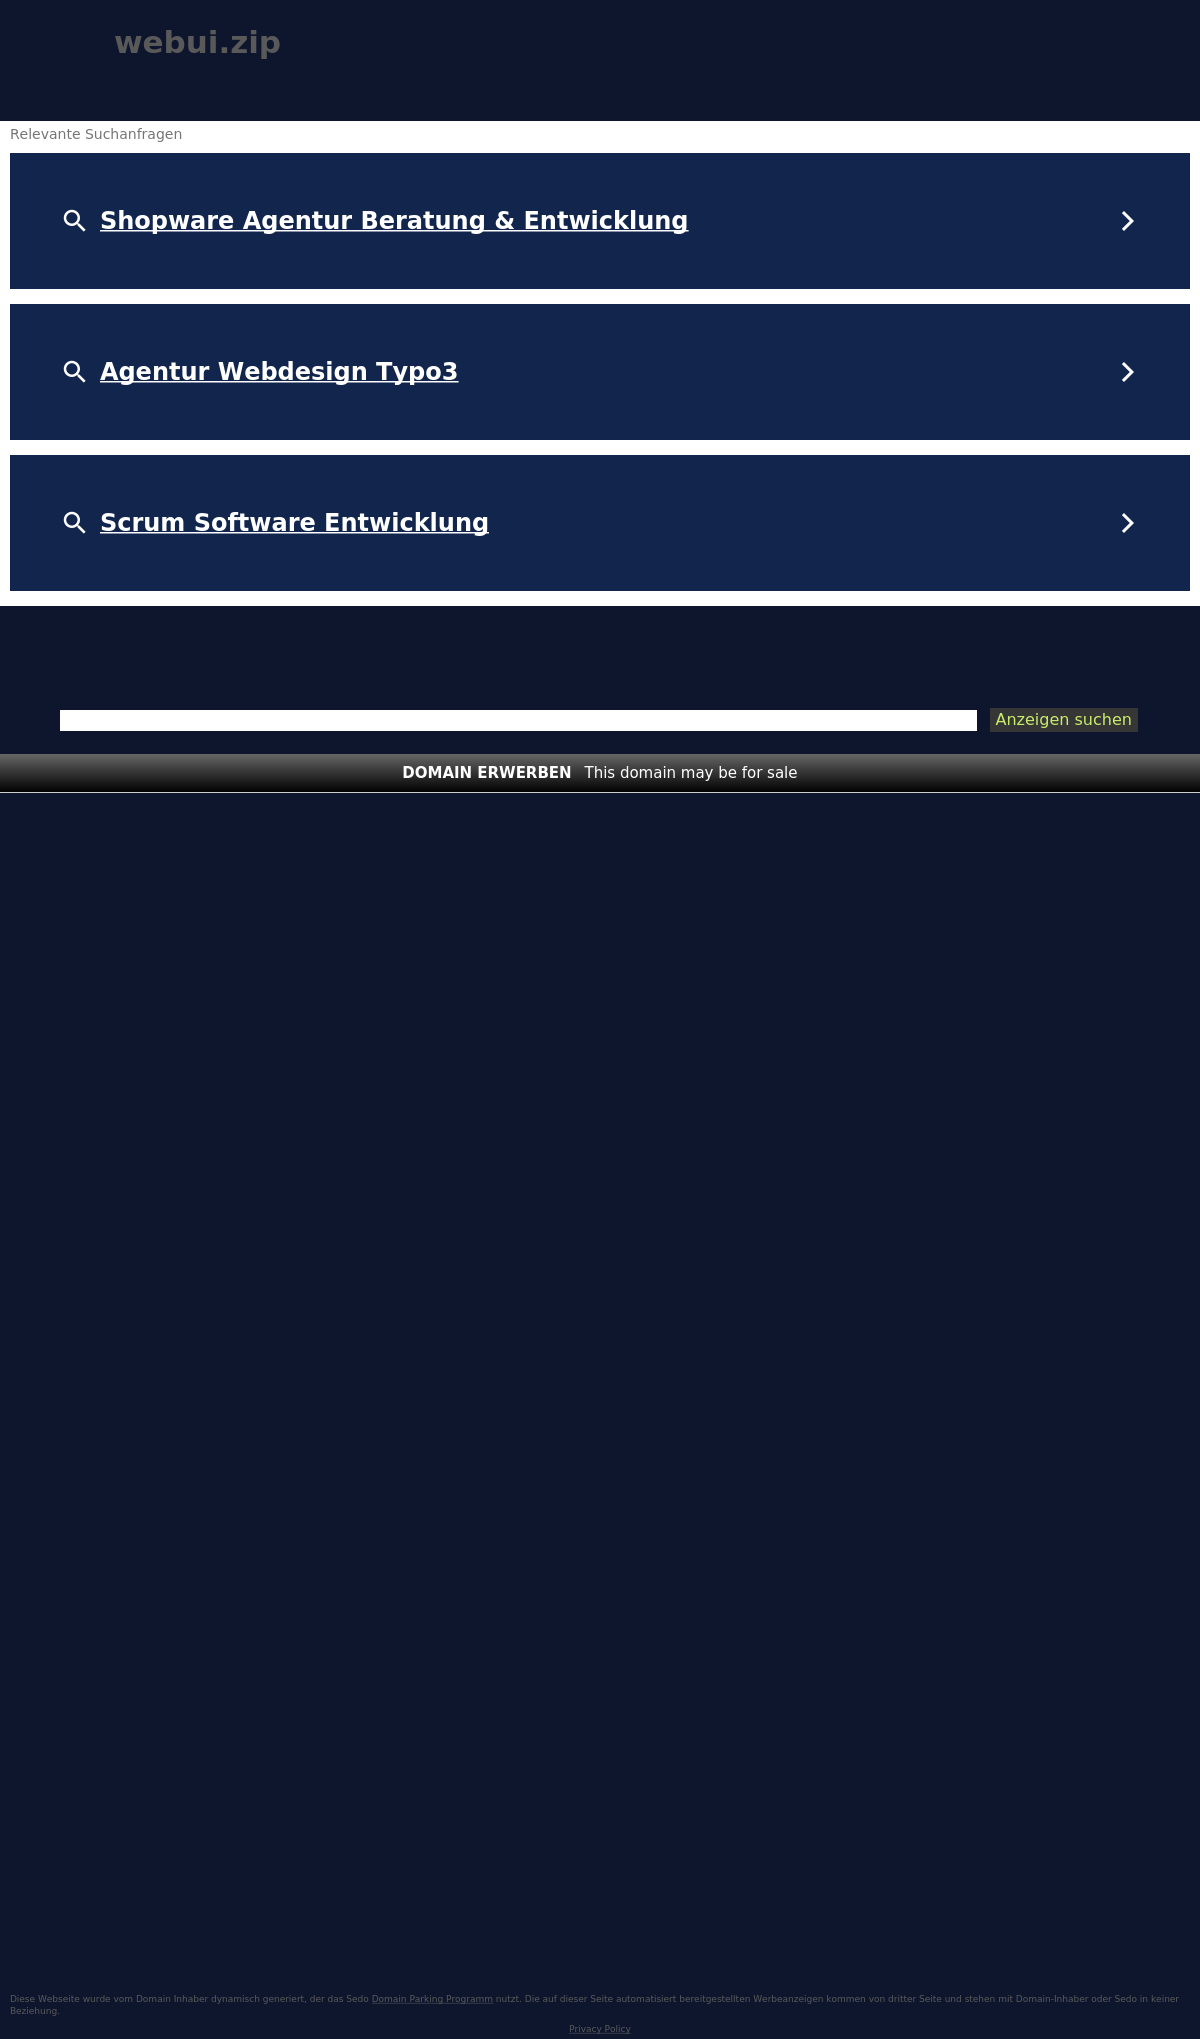 webui.zip
Relevante Suchanfragen
Shopware Agentur Beratung & Entwicklung
Agentur Webdesign Typo3
Scrum Software Entwicklung
Anzeigen suchen
DOMAIN ERWERBEN This domain may be for sale
Diese Webseite wurde vom Domain Inhaber dynamisch generiert, der das Sedo Domain Parking Programm nutzt. Die auf dieser Seite automatisiert bereitgestellten Werbeanzeigen kommen von dritter Seite und stehen mit Domain-Inhaber oder Sedo in keiner
Beziehung.
Privacy Policy